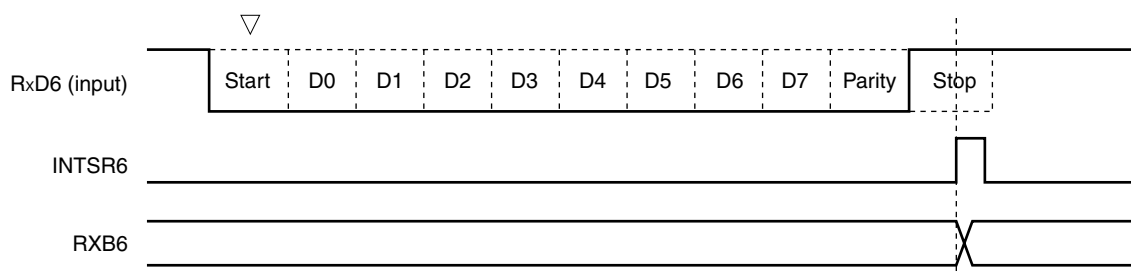 RxD6 (input) Start D0 D1 D2 D3 D4 D5 D6 D7 Parity Stop
INTSR6
RXB6